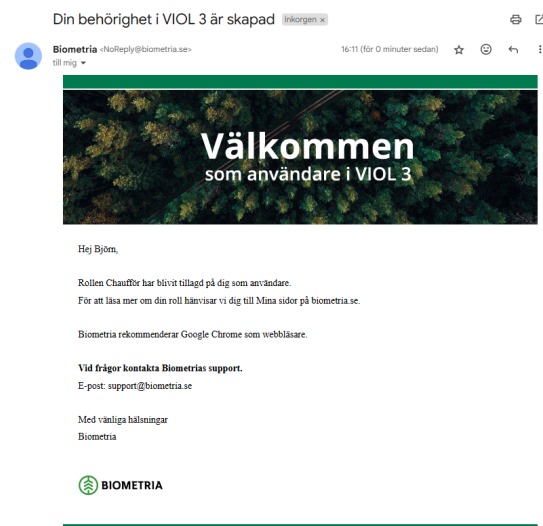 Din behörighet i VIOL 3 är skapad Inkorgen ×
Biometria <NoReply@biometria.se> 16:11 (för 0 minuter sedan)
till mig
Välkommen
som användare i VIOL 3
Hej Björn,
Rollen Chaufför har blivit tillagd på dig som användare.
För att läsa mer om din roll hänvisar vi dig till Mina sidor på biometria.se.
Biometria rekommenderar Google Chrome som webbläsare.
Vid frågor kontakta Biometrias support.
E-post: support@biometria.se
Med vänliga hälsningar
Biometria
BIOMETRIA